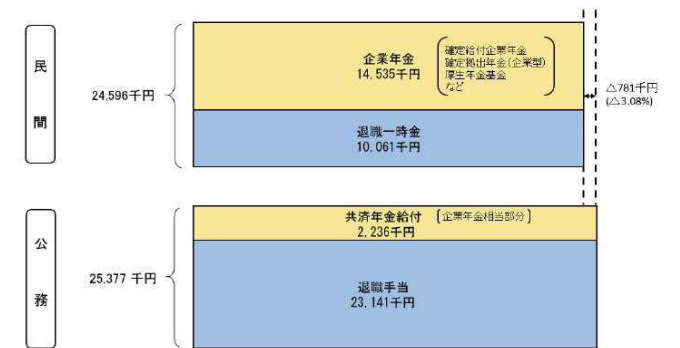 民間
24,596千円
企業年金
14,535千円
確定給付企業年金
確定拠出年金(企業型)
厚生年金基金
など
退職一時金
10,061千円
△781千円
(△3.08%)
公務
25,377 千円
共済年金給付 [企業年金相当部分]
2,236千円
退職手当
23,141千円